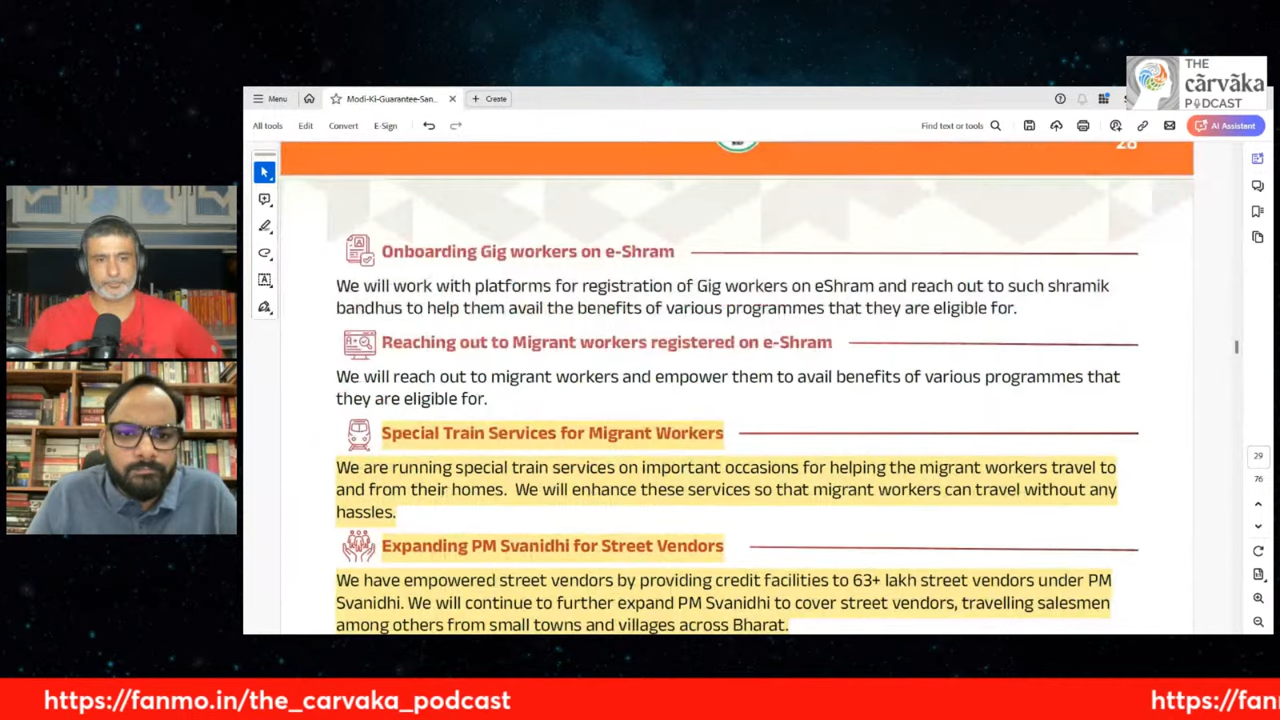 THE
cārvāka
PODCAST
Menu
Modi-Ki-Guarantee-San...
Create
All tools
Edit
Convert
E-Sign
Find text or tools
AI Assistent
28
Onboarding Gig workers on e-Shram
We will work with platforms for registration of Gig workers on eShram and reach out to such shramik
bandhus to help them avail the benefits of various programmes that they are eligible for.
Reaching out to Migrant workers registered on e-Shram
We will reach out to migrant workers and empower them to avail benefits of various programmes that
they are eligible for.
Special Train Services for Migrant Workers
We are running special train services on important occasions for helping the migrant workers travel to
and from their homes. We will enhance these services so that migrant workers can travel without any
hassles.
Expanding PM Svanidhi for Street Vendors
We have empowered street vendors by providing credit facilities to 63+ lakh street vendors under PM
Svanidhi. We will continue to further expand PM Svanidhi to cover street vendors, travelling salesmen
among others from small towns and villages across Bharat.
29
76
https://fanmo.in/the_carvaka_podcast
https://fanm